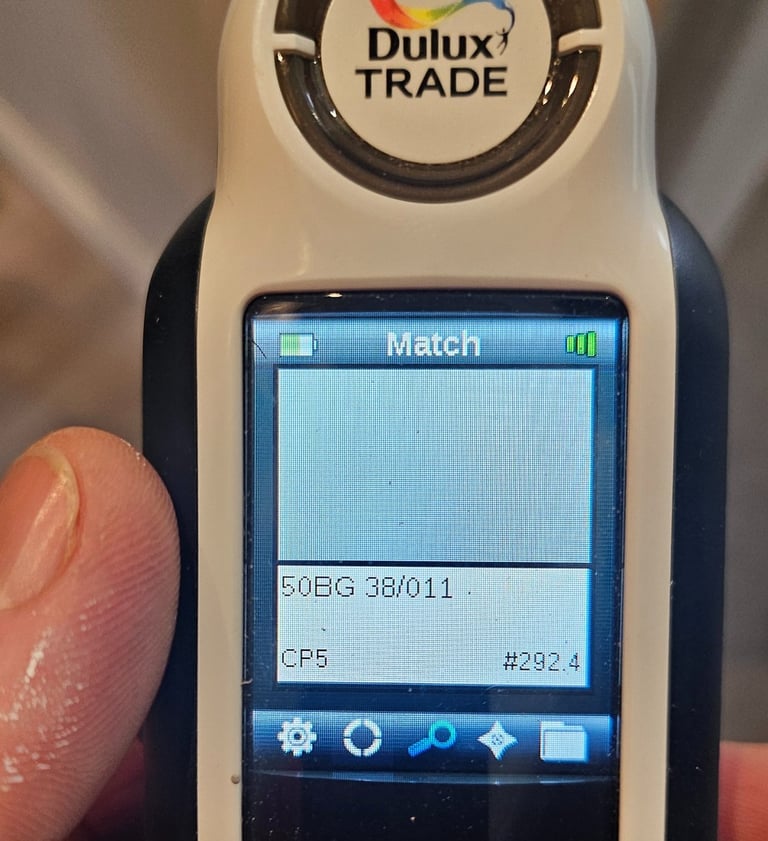 Dulux
TRADE
Match
50BG 38/011
CP5
#292.4